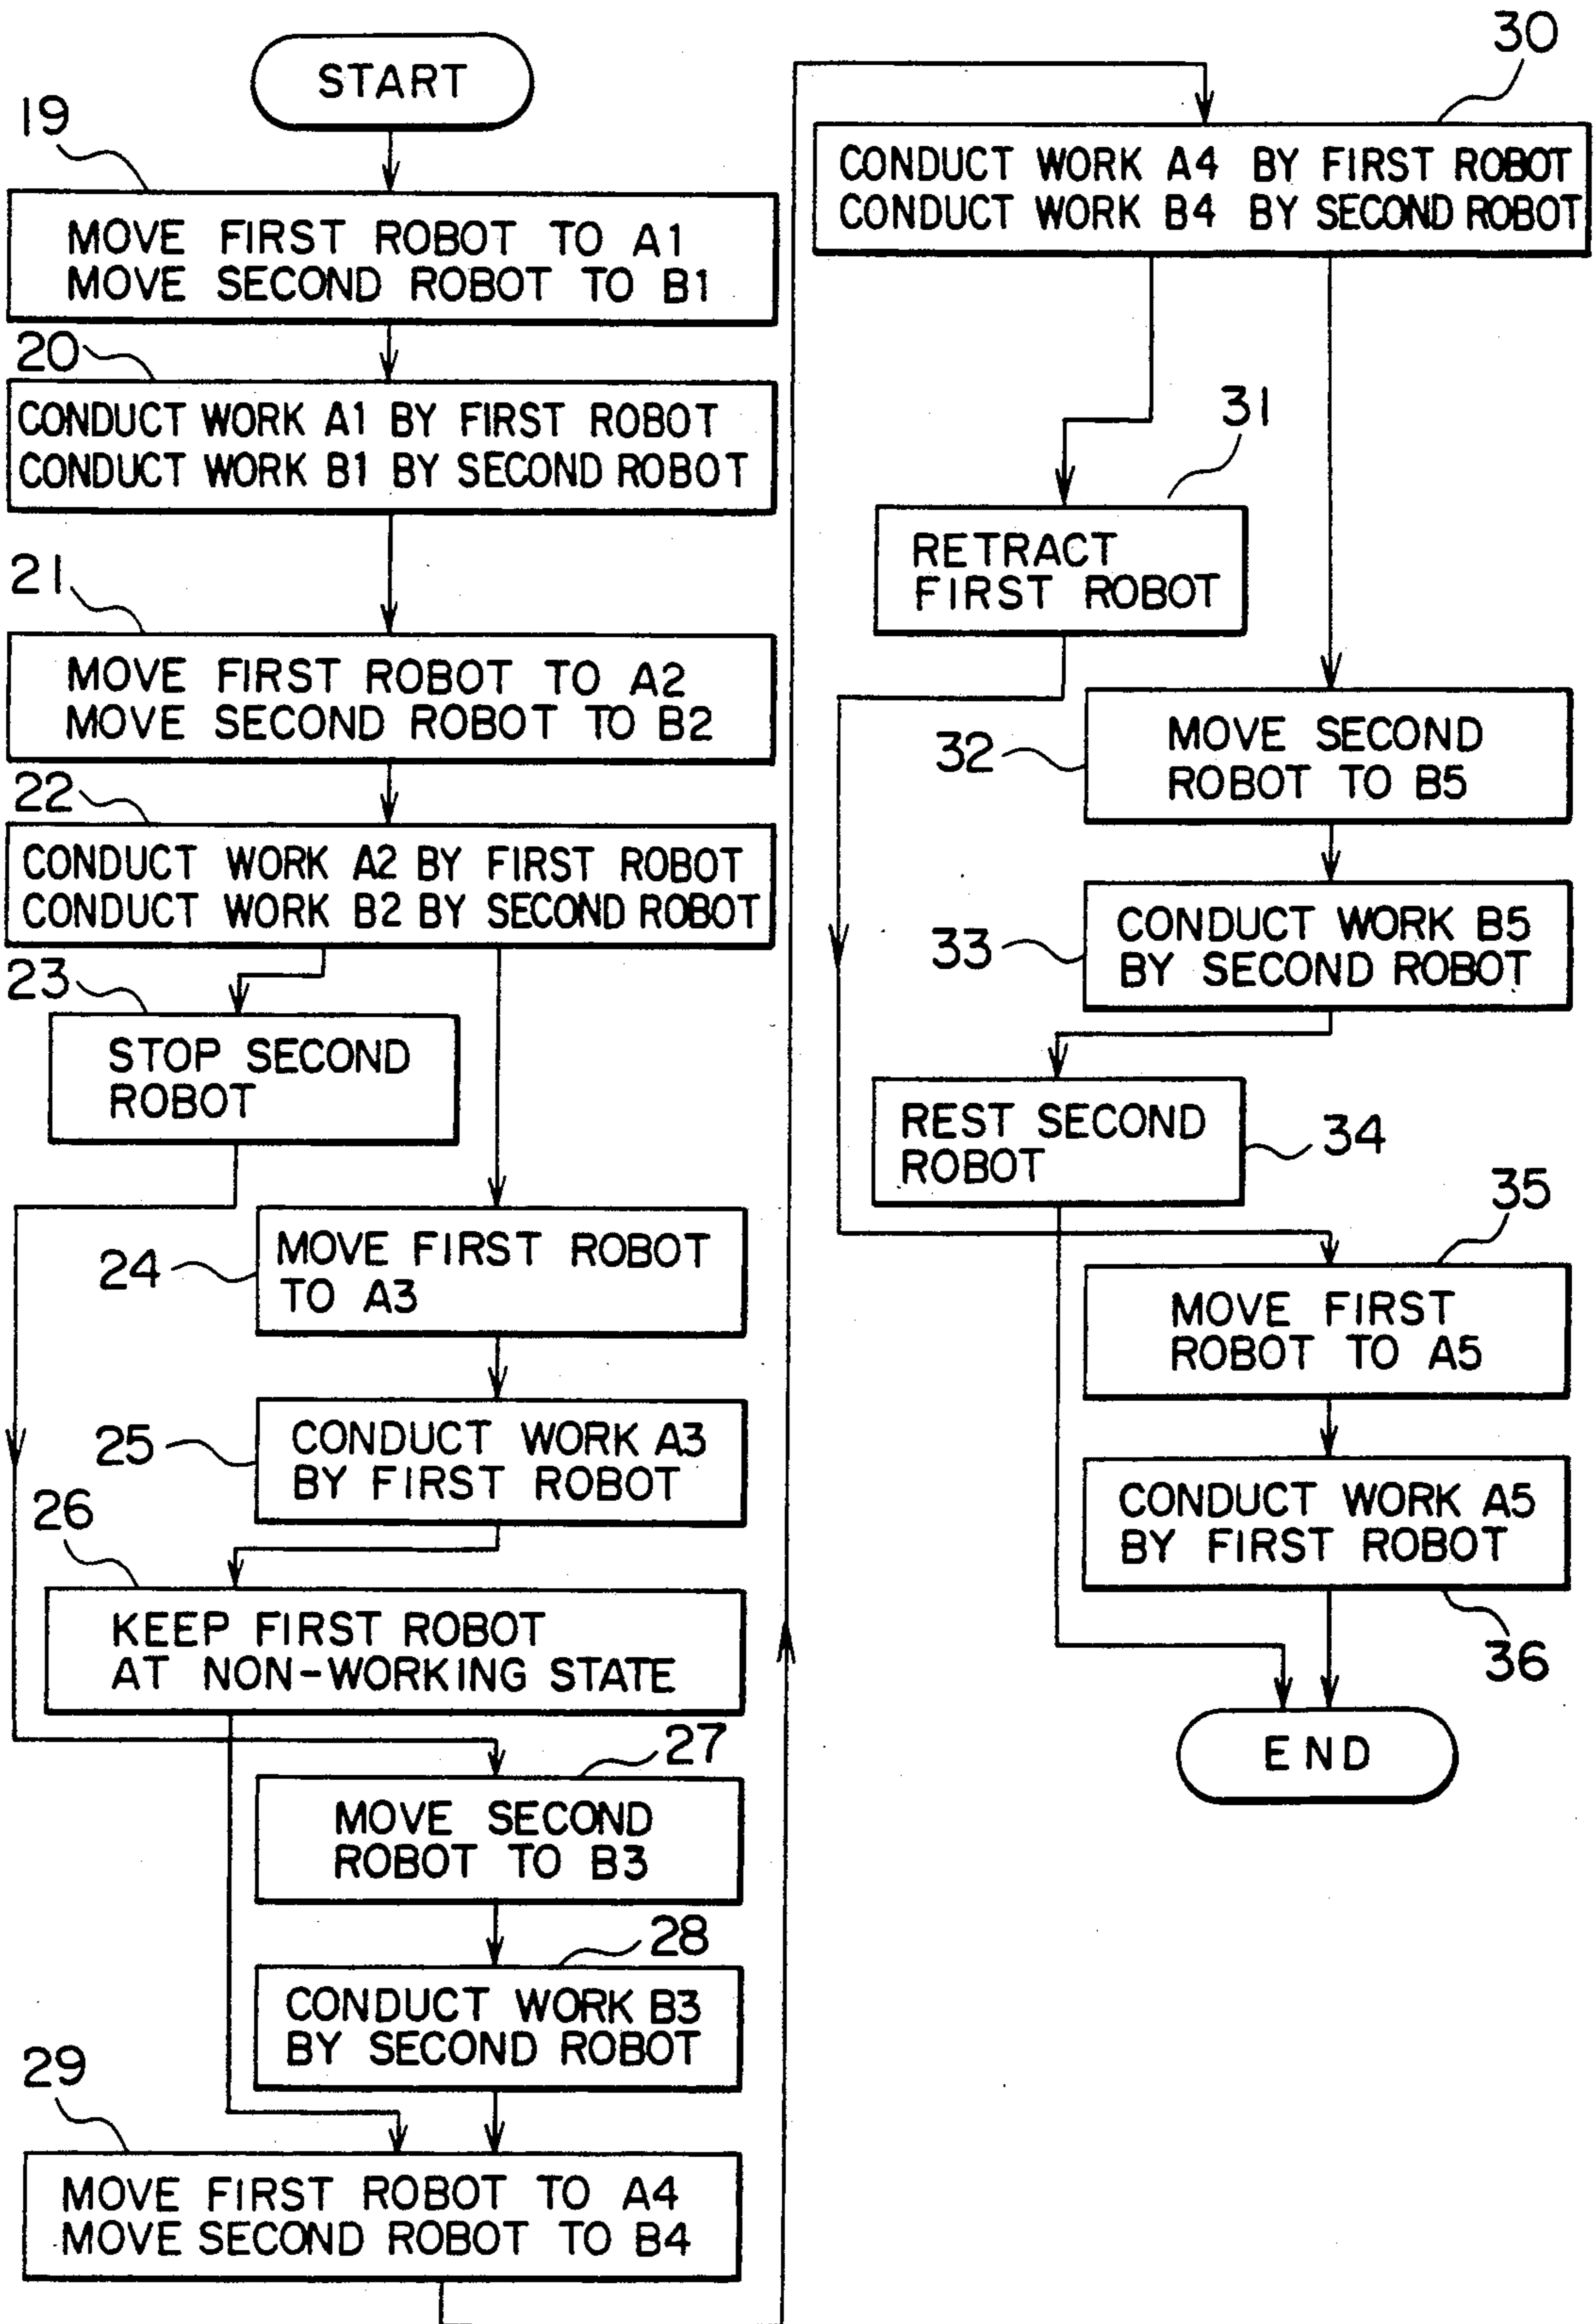 START
19
MOVE FIRST ROBOT TO A1
MOVE SECOND ROBOT TO B1
20
CONDUCT WORK A1 BY FIRST ROBOT
CONDUCT WORK B1 BY SECOND ROBOT
21
MOVE FIRST ROBOT TO A2
MOVE SECOND ROBOT TO B2
22
CONDUCT WORK A2 BY FIRST ROBOT
CONDUCT WORK B2 BY SECOND ROBOT
23
STOP SECOND
ROBOT
24
MOVE FIRST ROBOT
TO A3
25
CONDUCT WORK A3
BY FIRST ROBOT
26
KEEP FIRST ROBOT
AT NON-WORKING STATE
27
MOVE SECOND
ROBOT TO B3
28
CONDUCT WORK B3
BY SECOND ROBOT
29
MOVE FIRST ROBOT TO A4
MOVE SECOND ROBOT TO B4
30
CONDUCT WORK A4 BY FIRST ROBOT
CONDUCT WORK B4 BY SECOND ROBOT
31
RETRACT
FIRST ROBOT
32
MOVE SECOND
ROBOT TO B5
33
CONDUCT WORK B5
BY SECOND ROBOT
34
REST SECOND
ROBOT
35
MOVE FIRST
ROBOT TO A5
CONDUCT WORK A5
BY FIRST ROBOT
36
END